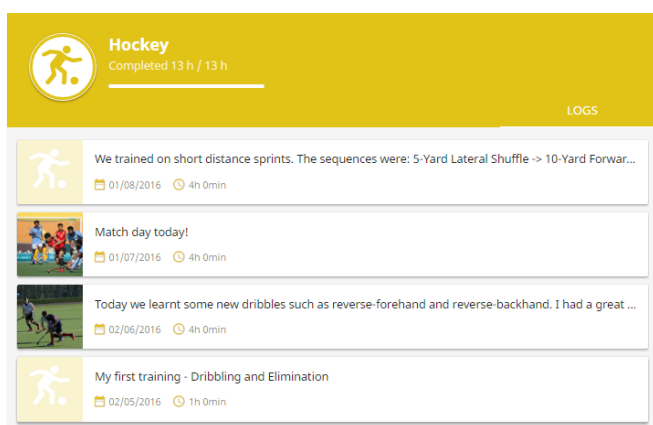 Hockey
Completed 13 h / 13 h
LOGS
We trained on short distance sprints. The sequences were: 5-Yard Lateral Shuffle -> 10-Yard Forwar...
01/08/2016 4h 0min
Match day today!
01/07/2016 4h 0min
Today we learnt some new dribbles such as reverse-forehand and reverse-backhand. I had a great ...
02/06/2016 4h 0min
My first training - Dribbling and Elimination
02/05/2016 1h 0min